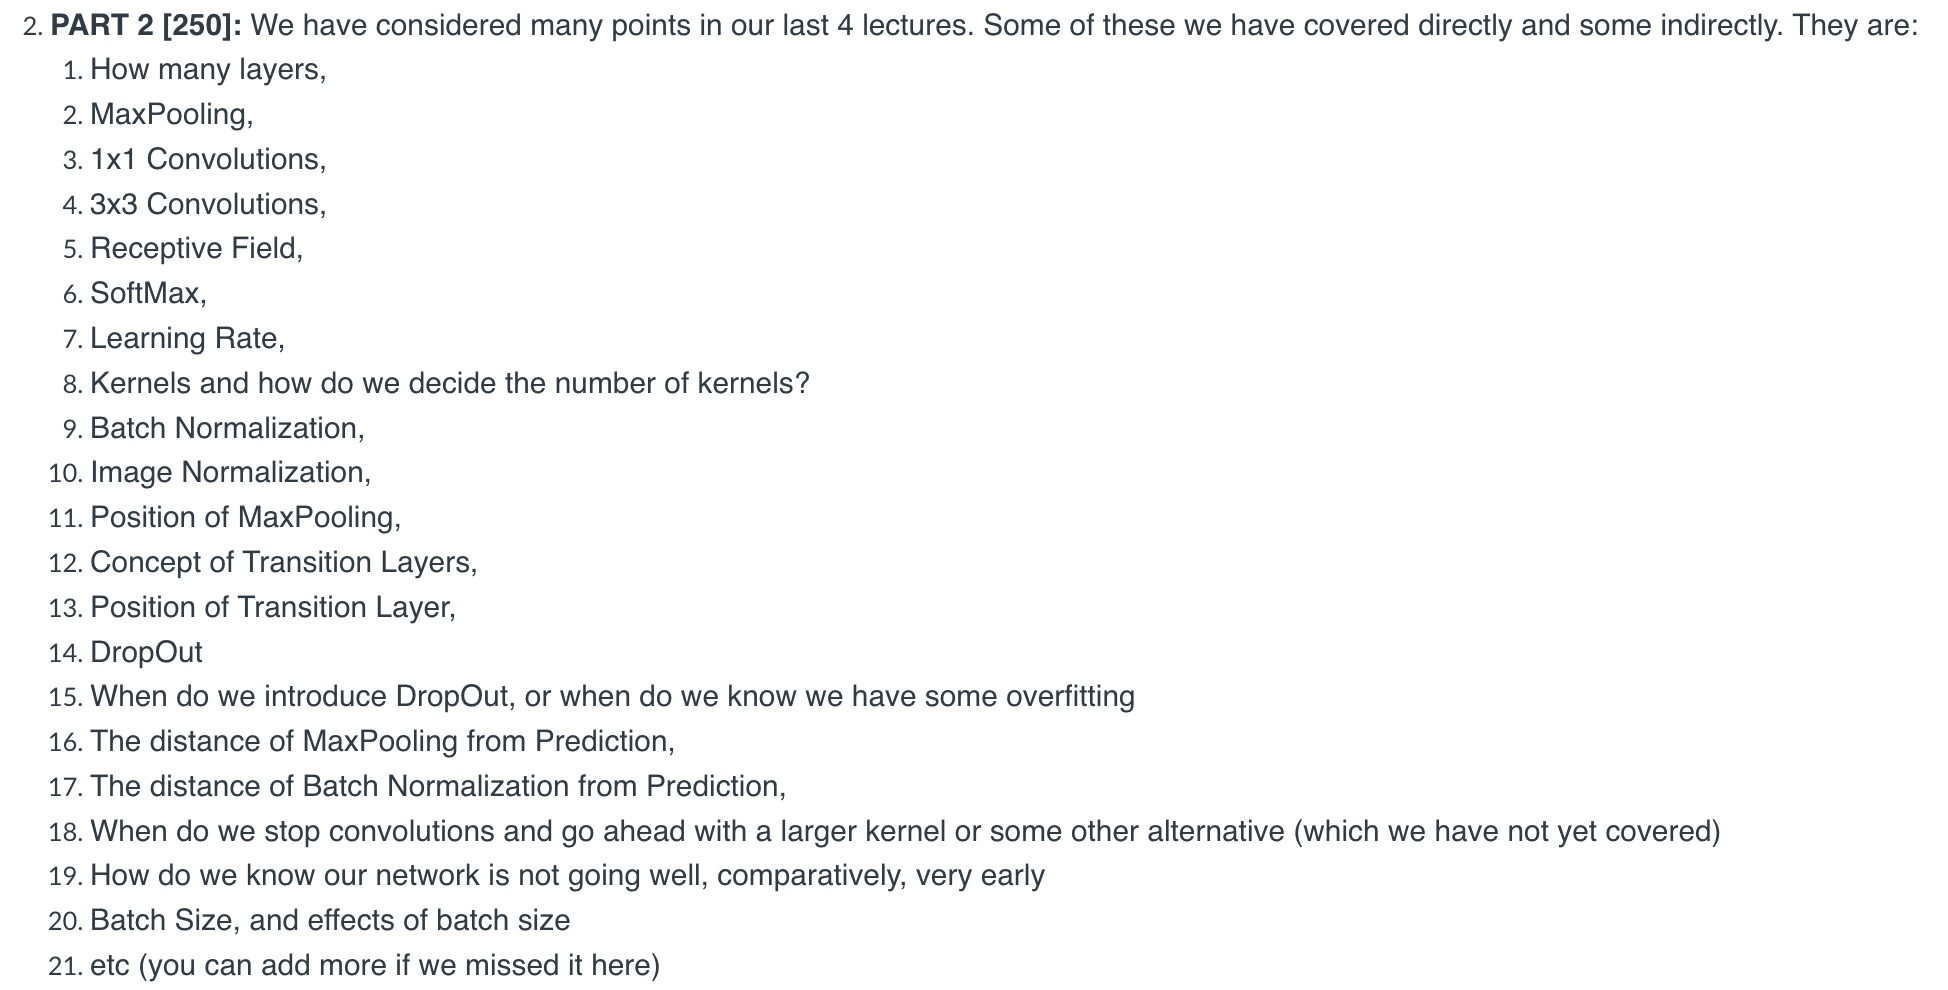 2. PART 2 [250]: We have considered many points in our last 4 lectures. Some of these we have covered directly and some indirectly. They are:
1. How many layers,
2. MaxPooling,
3. 1x1 Convolutions,
4. 3x3 Convolutions,
5. Receptive Field,
6. SoftMax,
7. Learning Rate,
8. Kernels and how do we decide the number of kernels?
9. Batch Normalization,
10. Image Normalization,
11. Position of MaxPooling,
12. Concept of Transition Layers,
13. Position of Transition Layer,
14. DropOut
15. When do we introduce DropOut, or when do we know we have some overfitting
16. The distance of MaxPooling from Prediction,
17. The distance of Batch Normalization from Prediction,
18. When do we stop convolutions and go ahead with a larger kernel or some other alternative (which we have not yet covered)
19. How do we know our network is not going well, comparatively, very early
20. Batch Size, and effects of batch size
21. etc (you can add more if we missed it here)